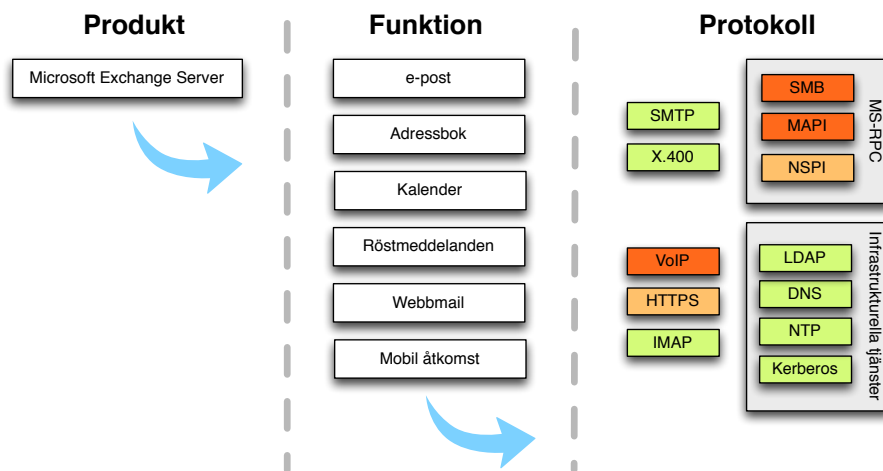 Produkt
Microsoft Exchange Server
Funktion
e-post
Adressbok
Kalender
Röstmeddelanden
Webbmail
Mobil åtkomst
Protokoll
SMTP
X.400
SMB
MAPI
NSPI
MS-RPC
VoIP
HTTPS
IMAP
LDAP
DNS
NTP
Kerberos
Infrastrukturella tjänster